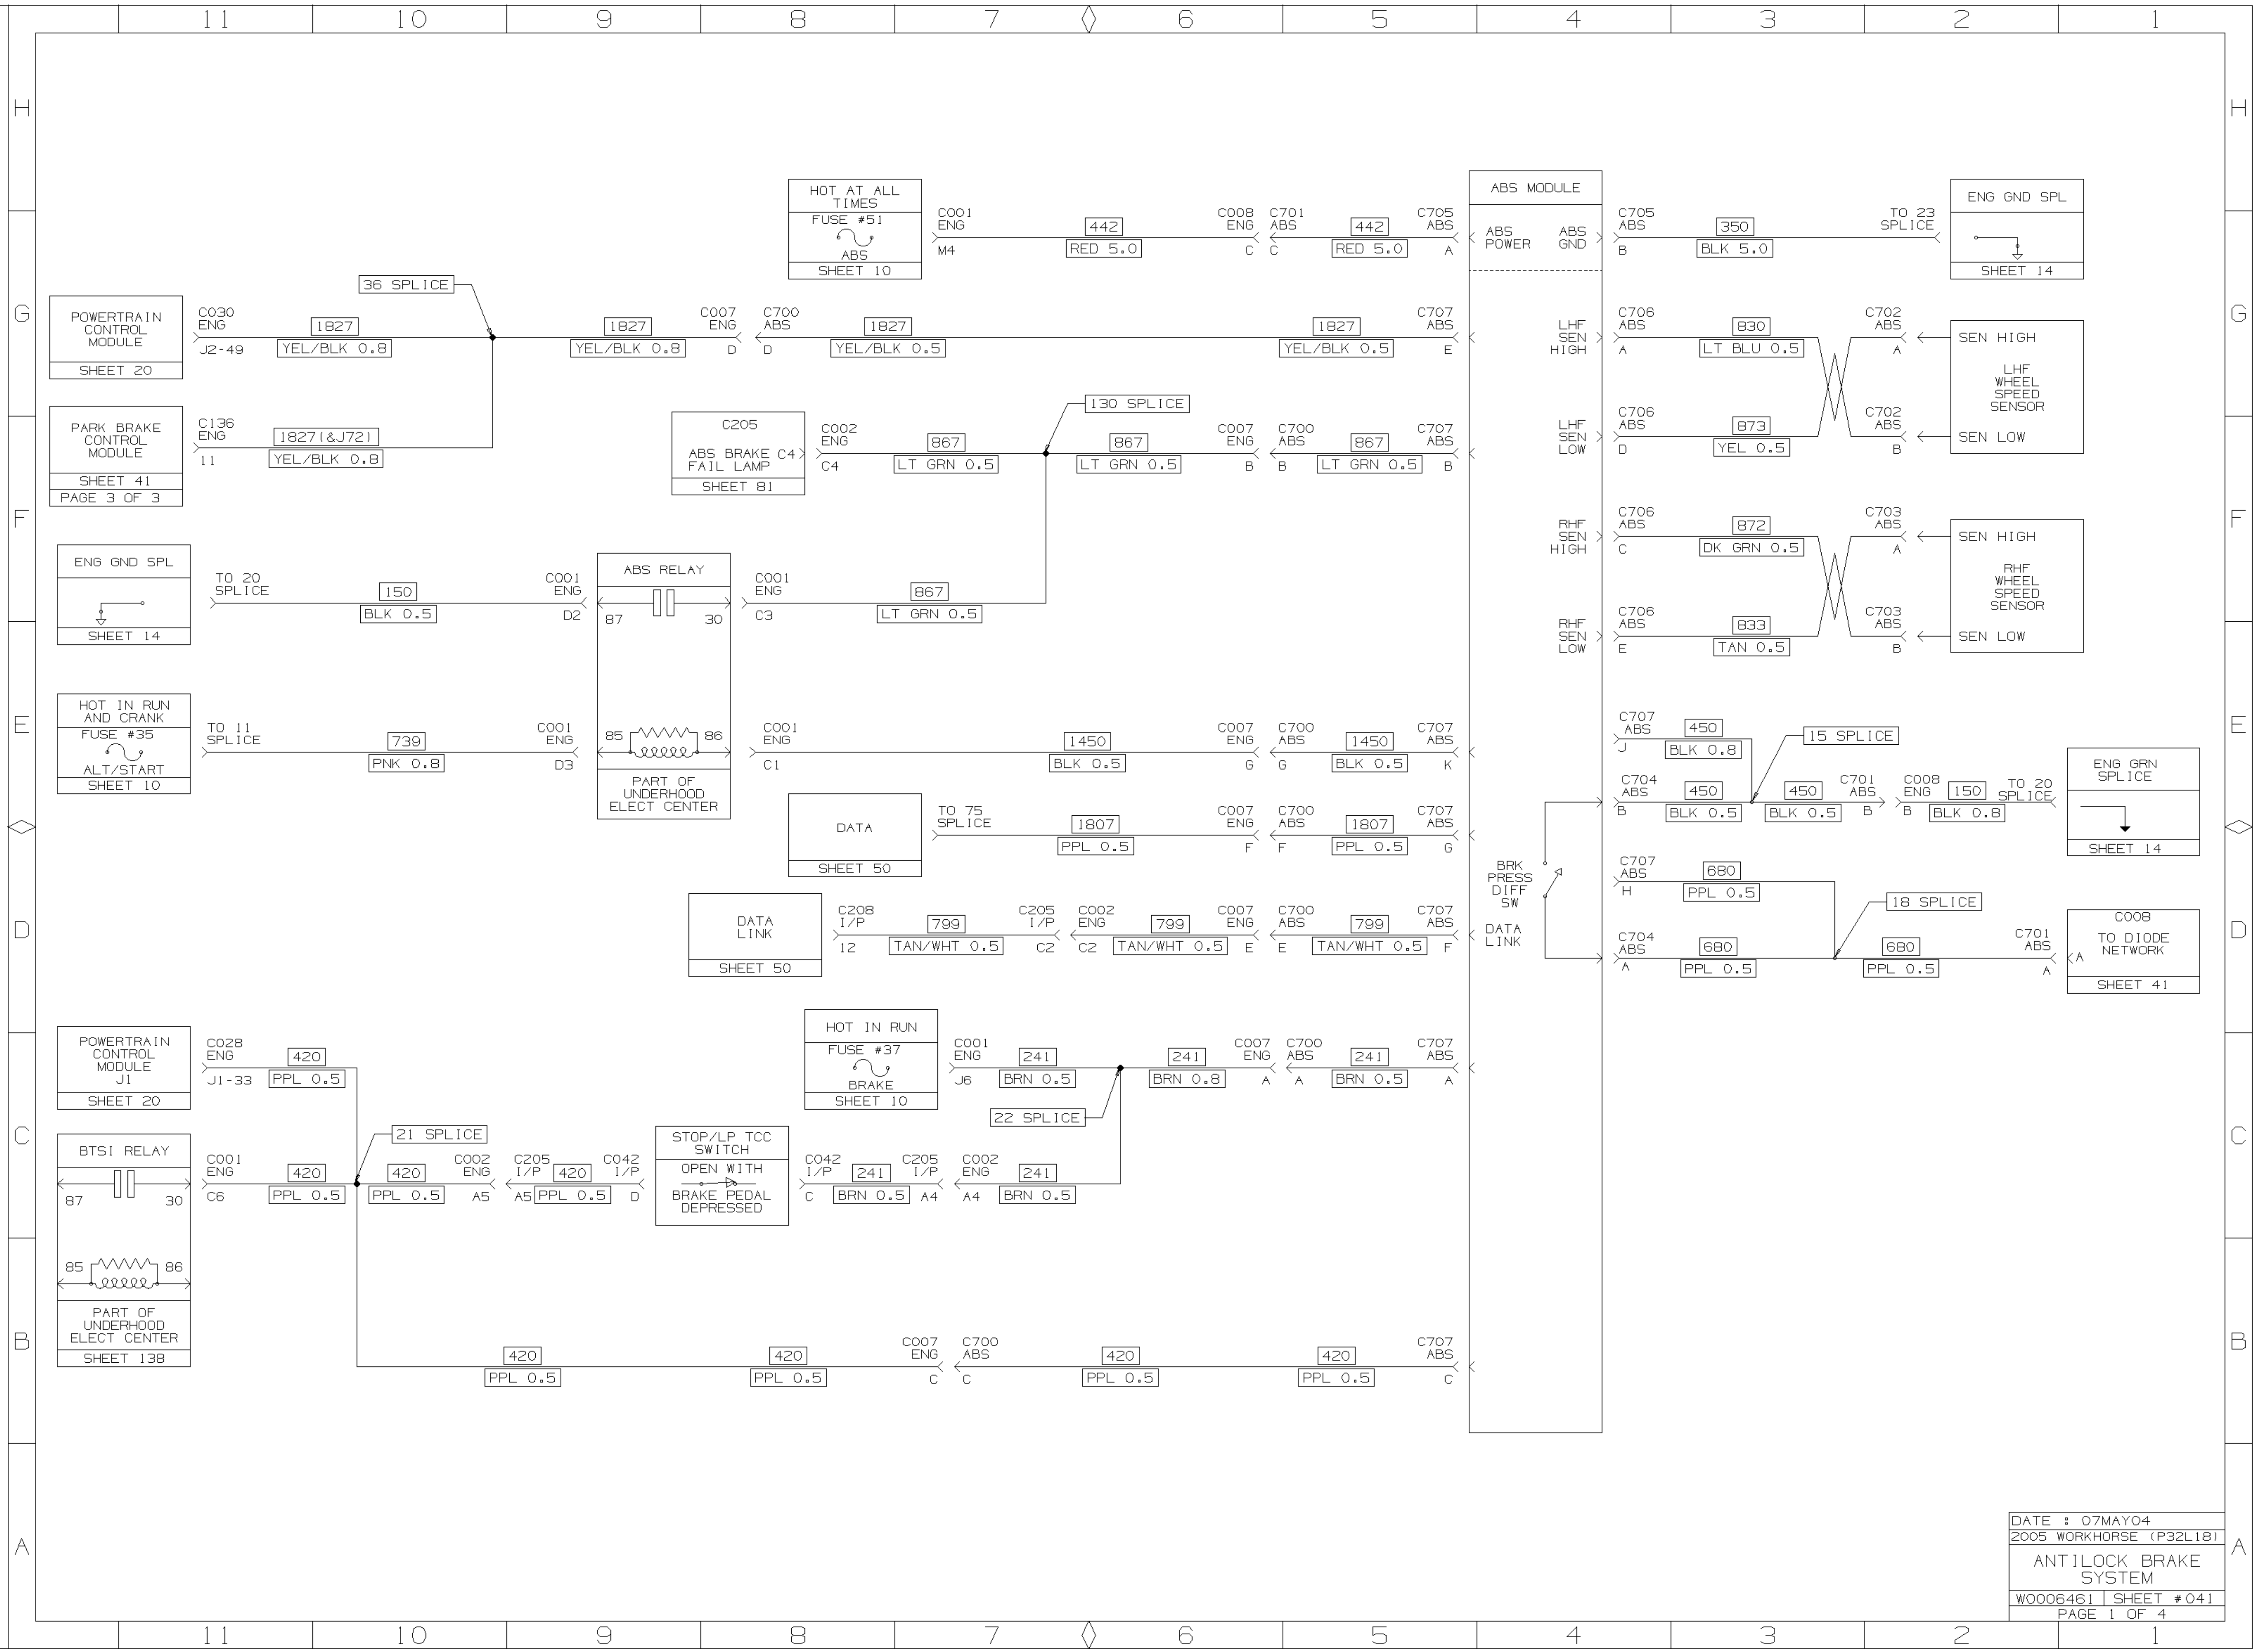 11 10 9 8 7 6 5 4 3 2 1
H H
G G
F F
E E
D D
C C
B B
A A
HOT AT ALL
TIMES
FUSE #51
ABS
SHEET 10
C001
ENG
M4
442
RED 5.0
C008
ENG
C
C701
ABS
C
442
RED 5.0
C705
ABS
A
ABS MODULE
ABS
POWER
ABS
GND
C705
ABS
B
350
BLK 5.0
TO 23
SPLICE
ENG GND SPL
SHEET 14
36 SPLICE
POWERTRAIN
CONTROL
MODULE
SHEET 20
C030
ENG
J2-49
1827
YEL/BLK 0.8
1827
YEL/BLK 0.8
C007
ENG
D
C700
ABS
D
1827
YEL/BLK 0.5
1827
YEL/BLK 0.5
C707
ABS
E
LHF
SEN
HIGH
C706
ABS
A
830
LT BLU 0.5
C702
ABS
A
SEN HIGH
LHF
WHEEL
SPEED
SENSOR
SEN LOW
PARK BRAKE
CONTROL
MODULE
SHEET 41
PAGE 3 OF 3
C136
ENG
11
1827(&J72)
YEL/BLK 0.8
C205
ABS BRAKE C4
FAIL LAMP
SHEET 81
C002
ENG
C4
867
LT GRN 0.5
130 SPLICE
867
LT GRN 0.5
C007
ENG
B
C700
ABS
B
867
LT GRN 0.5
C707
ABS
B
LHF
SEN
LOW
C706
ABS
D
873
YEL 0.5
C702
ABS
B
RHF
SEN
HIGH
C706
ABS
C
872
DK GRN 0.5
C703
ABS
A
SEN HIGH
RHF
WHEEL
SPEED
SENSOR
SEN LOW
ENG GND SPL
SHEET 14
TO 20
SPLICE
150
BLK 0.5
C001
ENG
D2
ABS RELAY
87 30
85 86
PART OF
UNDERHOOD
ELECT CENTER
C001
ENG
C3
867
LT GRN 0.5
RHF
SEN
LOW
C706
ABS
E
833
TAN 0.5
C703
ABS
B
HOT IN RUN
AND CRANK
FUSE #35
ALT/START
SHEET 10
TO 11
SPLICE
739
PNK 0.8
C001
ENG
D3
C001
ENG
C1
1450
BLK 0.5
C007
ENG
G
C700
ABS
G
1450
BLK 0.5
C707
ABS
K
C707
ABS
J
450
BLK 0.8
15 SPLICE
C704
ABS
B
450
BLK 0.5
450
BLK 0.5
C701
ABS
B
C008
ENG
B
150
BLK 0.8
TO 20
SPLICE
ENG GRN
SPLICE
SHEET 14
DATA
SHEET 50
TO 75
SPLICE
1807
PPL 0.5
C007
ENG
F
C700
ABS
F
1807
PPL 0.5
C707
ABS
G
BRK
PRESS
DIFF
SW
C707
ABS
H
680
PPL 0.5
18 SPLICE
DATA
LINK
SHEET 50
C208
I/P
12
799
TAN/WHT 0.5
C205
I/P
C2
C002
ENG
C2
799
TAN/WHT 0.5
C007
ENG
E
C700
ABS
E
799
TAN/WHT 0.5
C707
ABS
F
DATA
LINK
C704
ABS
A
680
PPL 0.5
680
PPL 0.5
C701
ABS
A
C008
TO DIODE
NETWORK
A
SHEET 41
POWERTRAIN
CONTROL
MODULE
J1
SHEET 20
C028
ENG
J1-33
420
PPL 0.5
HOT IN RUN
FUSE #37
BRAKE
SHEET 10
C001
ENG
J6
241
BRN 0.5
22 SPLICE
241
BRN 0.8
C007
ENG
A
C700
ABS
A
241
BRN 0.5
C707
ABS
A
BTSI RELAY
87 30
85 86
PART OF
UNDERHOOD
ELECT CENTER
SHEET 138
C001
ENG
C6
420
PPL 0.5
21 SPLICE
420
PPL 0.5
C002
ENG
A5
C205
I/P
A5
420
PPL 0.5
C042
I/P
D
STOP/LP TCC
SWITCH
OPEN WITH
BRAKE PEDAL
DEPRESSED
C042
I/P
C
241
BRN 0.5
C205
I/P
A4
C002
ENG
A4
241
BRN 0.5
420
PPL 0.5
420
PPL 0.5
C007
ENG
C
C700
ABS
C
420
PPL 0.5
420
PPL 0.5
C707
ABS
C
DATE : 07MAY04
2005 WORKHORSE (P32L18)
ANTILOCK BRAKE
SYSTEM
W0006461 SHEET #041
PAGE 1 OF 4
11 10 9 8 7 6 5 4 3 2 1